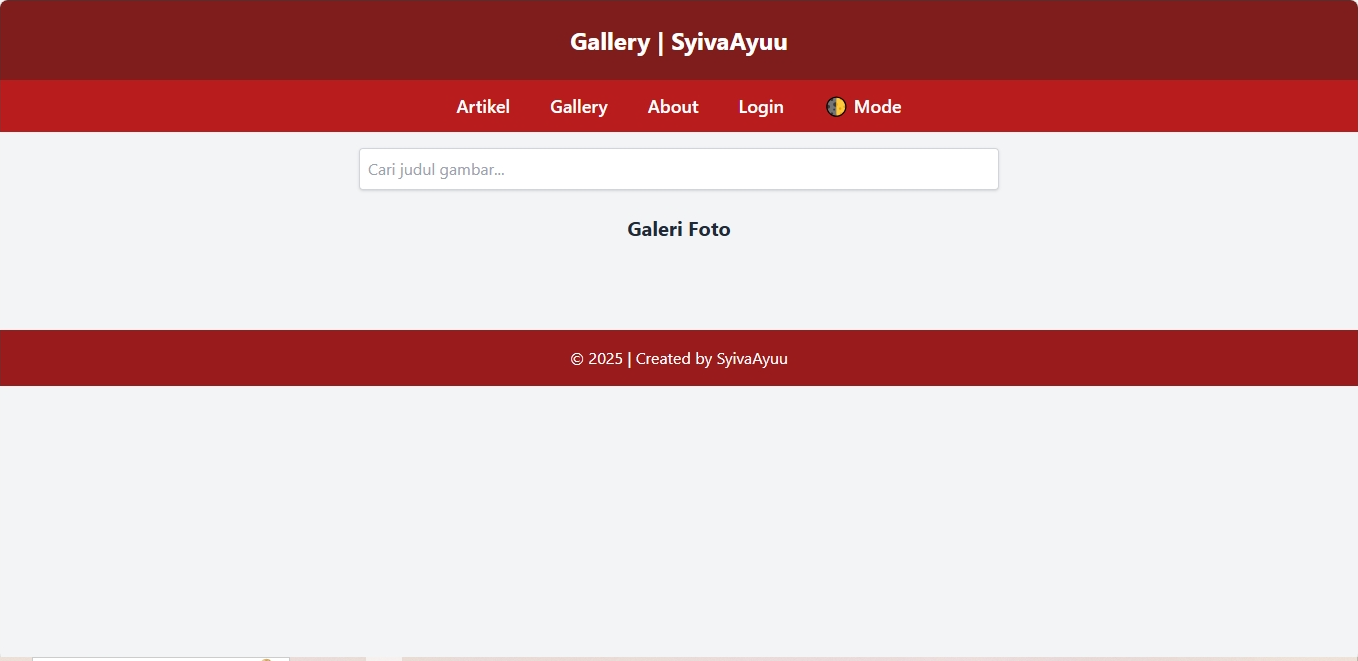 Gallery | SyivaAyuu
Artikel Gallery About Login 🌓 Mode
Cari judul gambar...
Galeri Foto
© 2025 | Created by SyivaAyuu